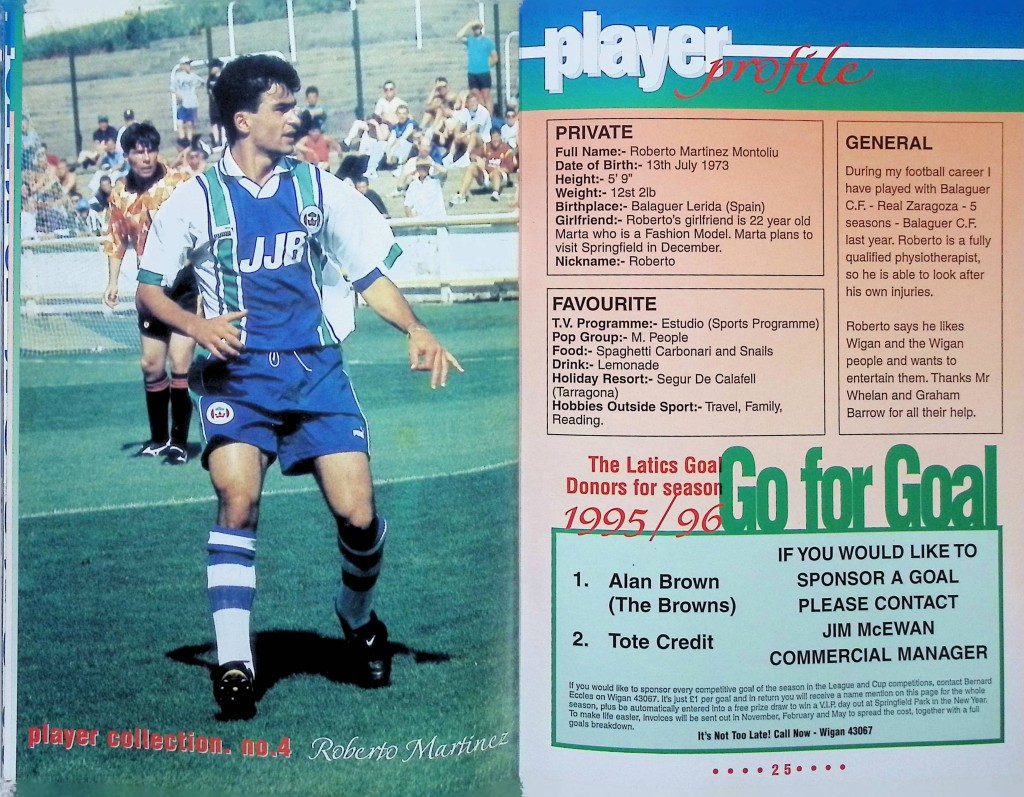 JJB
player collection. no.4 Roberto Martinez
player profile
PRIVATE
Full Name:- Roberto Martinez Montoliu
Date of Birth:- 13th July 1973
Height:- 5' 9"
Weight:- 12st 2lb
Birthplace:- Balaguer Lerida (Spain)
Girlfriend:- Roberto's girlfriend is 22 year old
Marta who is a Fashion Model. Marta plans to
visit Springfield in December.
Nickname:- Roberto
FAVOURITE
T.V. Programme:- Estudio (Sports Programme)
Pop Group:- M. People
Food:- Spaghetti Carbonari and Snails
Drink:- Lemonade
Holiday Resort:- Segur De Calafell
(Tarragona)
Hobbies Outside Sport:- Travel, Family,
Reading.
GENERAL
During my football career I
have played with Balaguer
C.F. - Real Zaragoza - 5
seasons - Balaguer C.F.
last year. Roberto is a fully
qualified physiotherapist,
so he is able to look after
his own injuries.
Roberto says he likes
Wigan and the Wigan
people and wants to
entertain them. Thanks Mr
Whelan and Graham
Barrow for all their help.
The Latics Goal
Donors for season
1995/96
Go for Goal
1. Alan Brown
(The Browns)
2. Tote Credit
IF YOU WOULD LIKE TO
SPONSOR A GOAL
PLEASE CONTACT
JIM McEWAN
COMMERCIAL MANAGER
If you would like to sponsor every competitive goal of the season in the League and Cup competitions, contact Bernard
Eccles on Wigan 43067. It's just £1 per goal and in return you will receive a name mention on this page for the whole
season, plus be automatically entered into a free prize draw to win a V.I.P. day out at Springfield Park in the New Year.
To make life easier, invoices will be sent out in November, February and May to spread the cost, together with a full
goals breakdown.
It's Not Too Late! Call Now - Wigan 43067
• • • • 25 • • • •